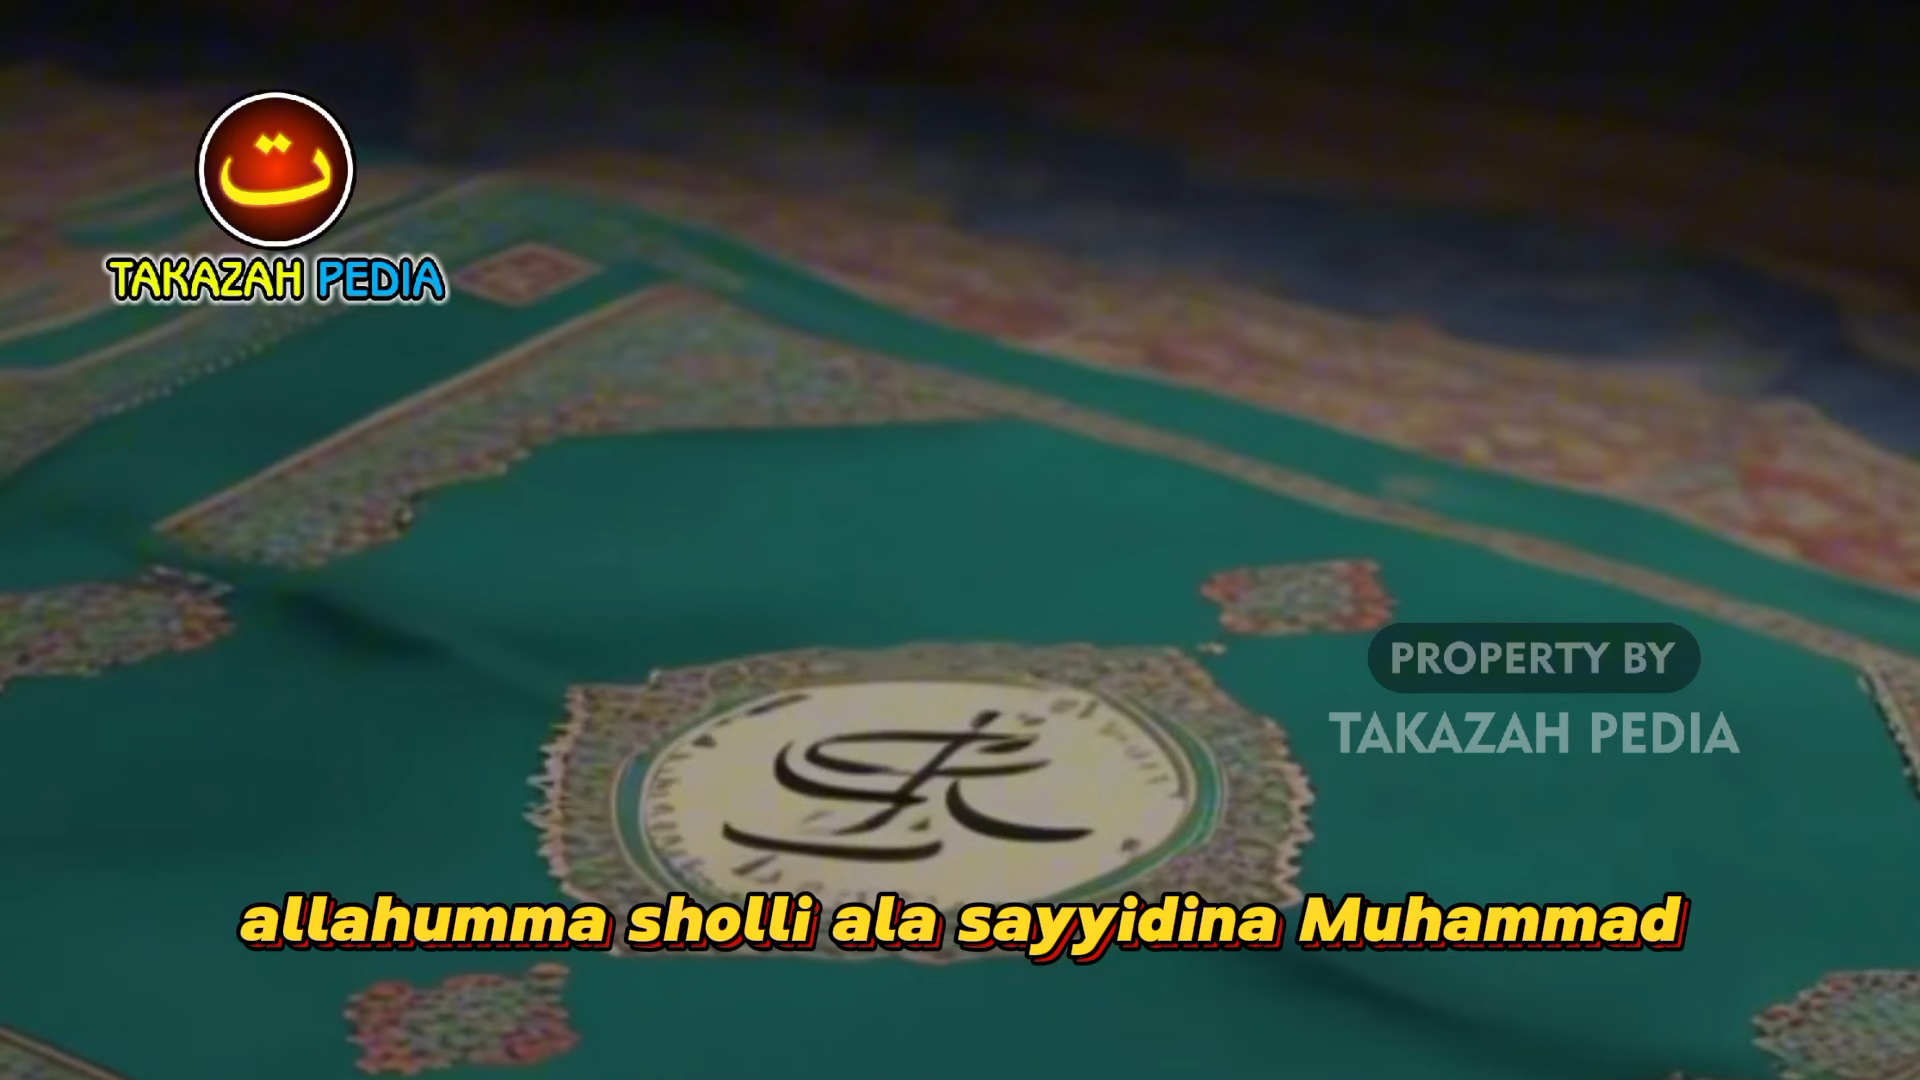 ت
TAKAZAH PEDIA
PROPERTY BY
TAKAZAH PEDIA
allahumma sholli ala sayyidina Muhammad